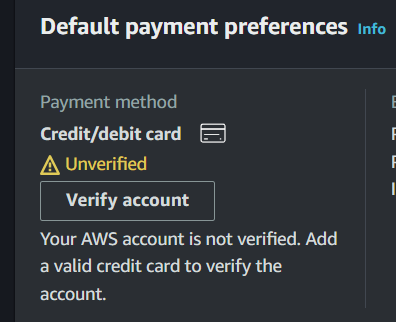 Default payment preferences Info
Payment method
Credit/debit card
Unverified
Verify account
Your AWS account is not verified. Add
a valid credit card to verify the
account.